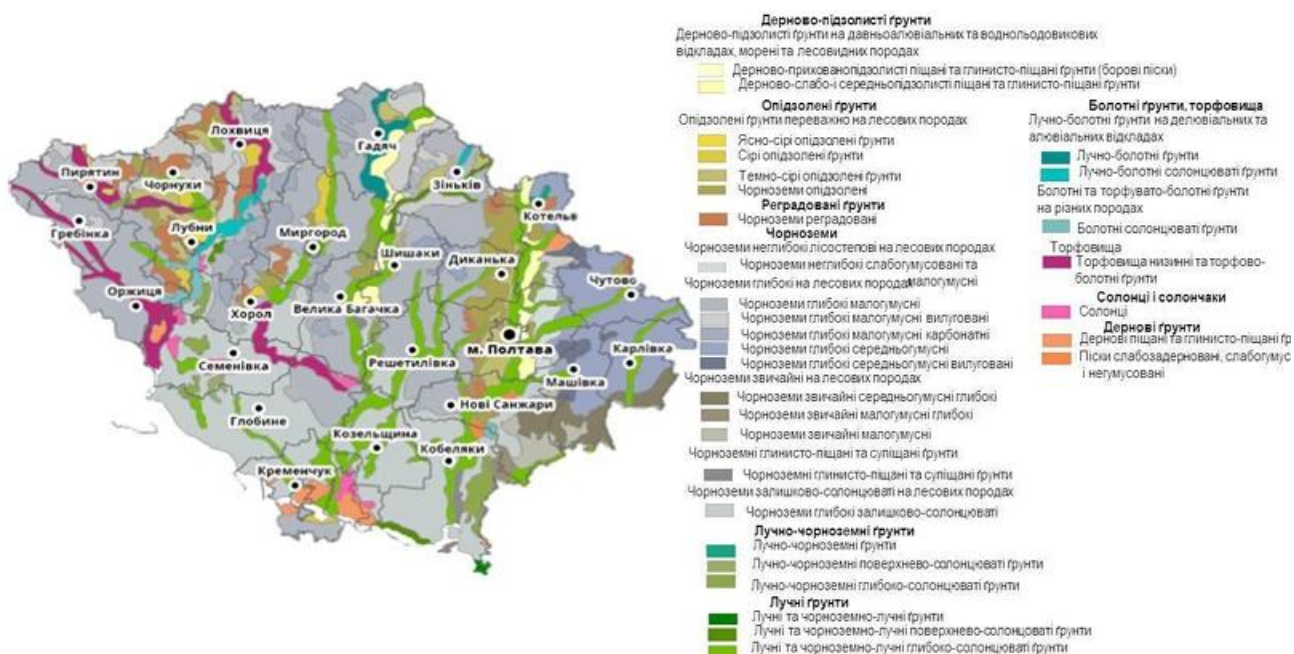 Лохвиця
Гадяч
Пирятин
Чорнухи
Зіньків
Котельв
Гребінка
Лубни
Миргород
Шишаки
Диканька
Чутово
Оржиця
Хорол
Велика Багачка
м. Полтава
Карлівка
Семенівка
Решетилівка
Машівка
Глобине
Нові Санжари
Козельщина
Кобеляки
Кременчук
Дерново-підзолисті ґрунти
Дерново-підзолисті ґрунти на давньоалювіальних та воднольодовикових
відкладах, морені та лесовидних породах
Дерново-прихованопідзолисті піщані та глинисто-піщані ґрунти (борові піски)
Дерново-слабо-і середньопідзолисті піщані та глинисто-піщані ґрунти
Опідзолені ґрунти
Опідзолені ґрунти переважно на лесових породах
Ясно-сірі опідзолені ґрунти
Сірі опідзолені ґрунти
Темно-сірі опідзолені ґрунти
Чорноземи опідзолені
Реградовані ґрунти
Чорноземи реградовані
Чорноземи
Чорноземи неглибокі лісостепові на лесових породах
Чорноземи неглибокі слабогумусовані та
малогумусні
Чорноземи глибокі на лесових породах
Чорноземи глибокі малогумусні
Чорноземи глибокі малогумусні вилуговані
Чорноземи глибокі малогумусні карбонатні
Чорноземи глибокі середньогумусні
Чорноземи глибокі середньогумусні вилуговані
Чорноземи звичайні на лесових породах
Чорноземи звичайні середньогумусні глибокі
Чорноземи звичайні малогумусні глибокі
Чорноземи звичайні малогумусні
Чорноземні глинисто-піщані та супіщані ґрунти
Чорноземні глинисто-піщані та супіщані ґрунти
Чорноземи залишково-солонцюваті на лесових породах
Чорноземи глибокі залишково-солонцюваті
Лучно-чорноземні ґрунти
Лучно-чорноземні ґрунти
Лучно-чорноземні поверхнево-солонцюваті ґрунти
Лучно-чорноземні глибоко-солонцюваті ґрунти
Лучні ґрунти
Лучні та чорноземно-лучні ґрунти
Лучні та чорноземно-лучні поверхнево-солонцоваті ґрунти
Лучні та чорноземно-лучні глибоко-солонцюваті ґрунти
Болотні ґрунти, торфовища
Лучно-болотні ґрунти на делювіальних та
алювіальних відкладах
Лучно-болотні ґрунти
Лучно-болотні солонцюваті ґрунти
Болотні та торфувато-болотні ґрунти
на різних породах
Болотні солонцюваті ґрунти
Торфовища
Торфовища низинні та торфово-
болотні ґрунти
Солонці і солончаки
Солонці
Дернові ґрунти
Дернові піщані та глинисто-піщані ґр
Піски слабозадерновані, слабогумус
і негумусовані